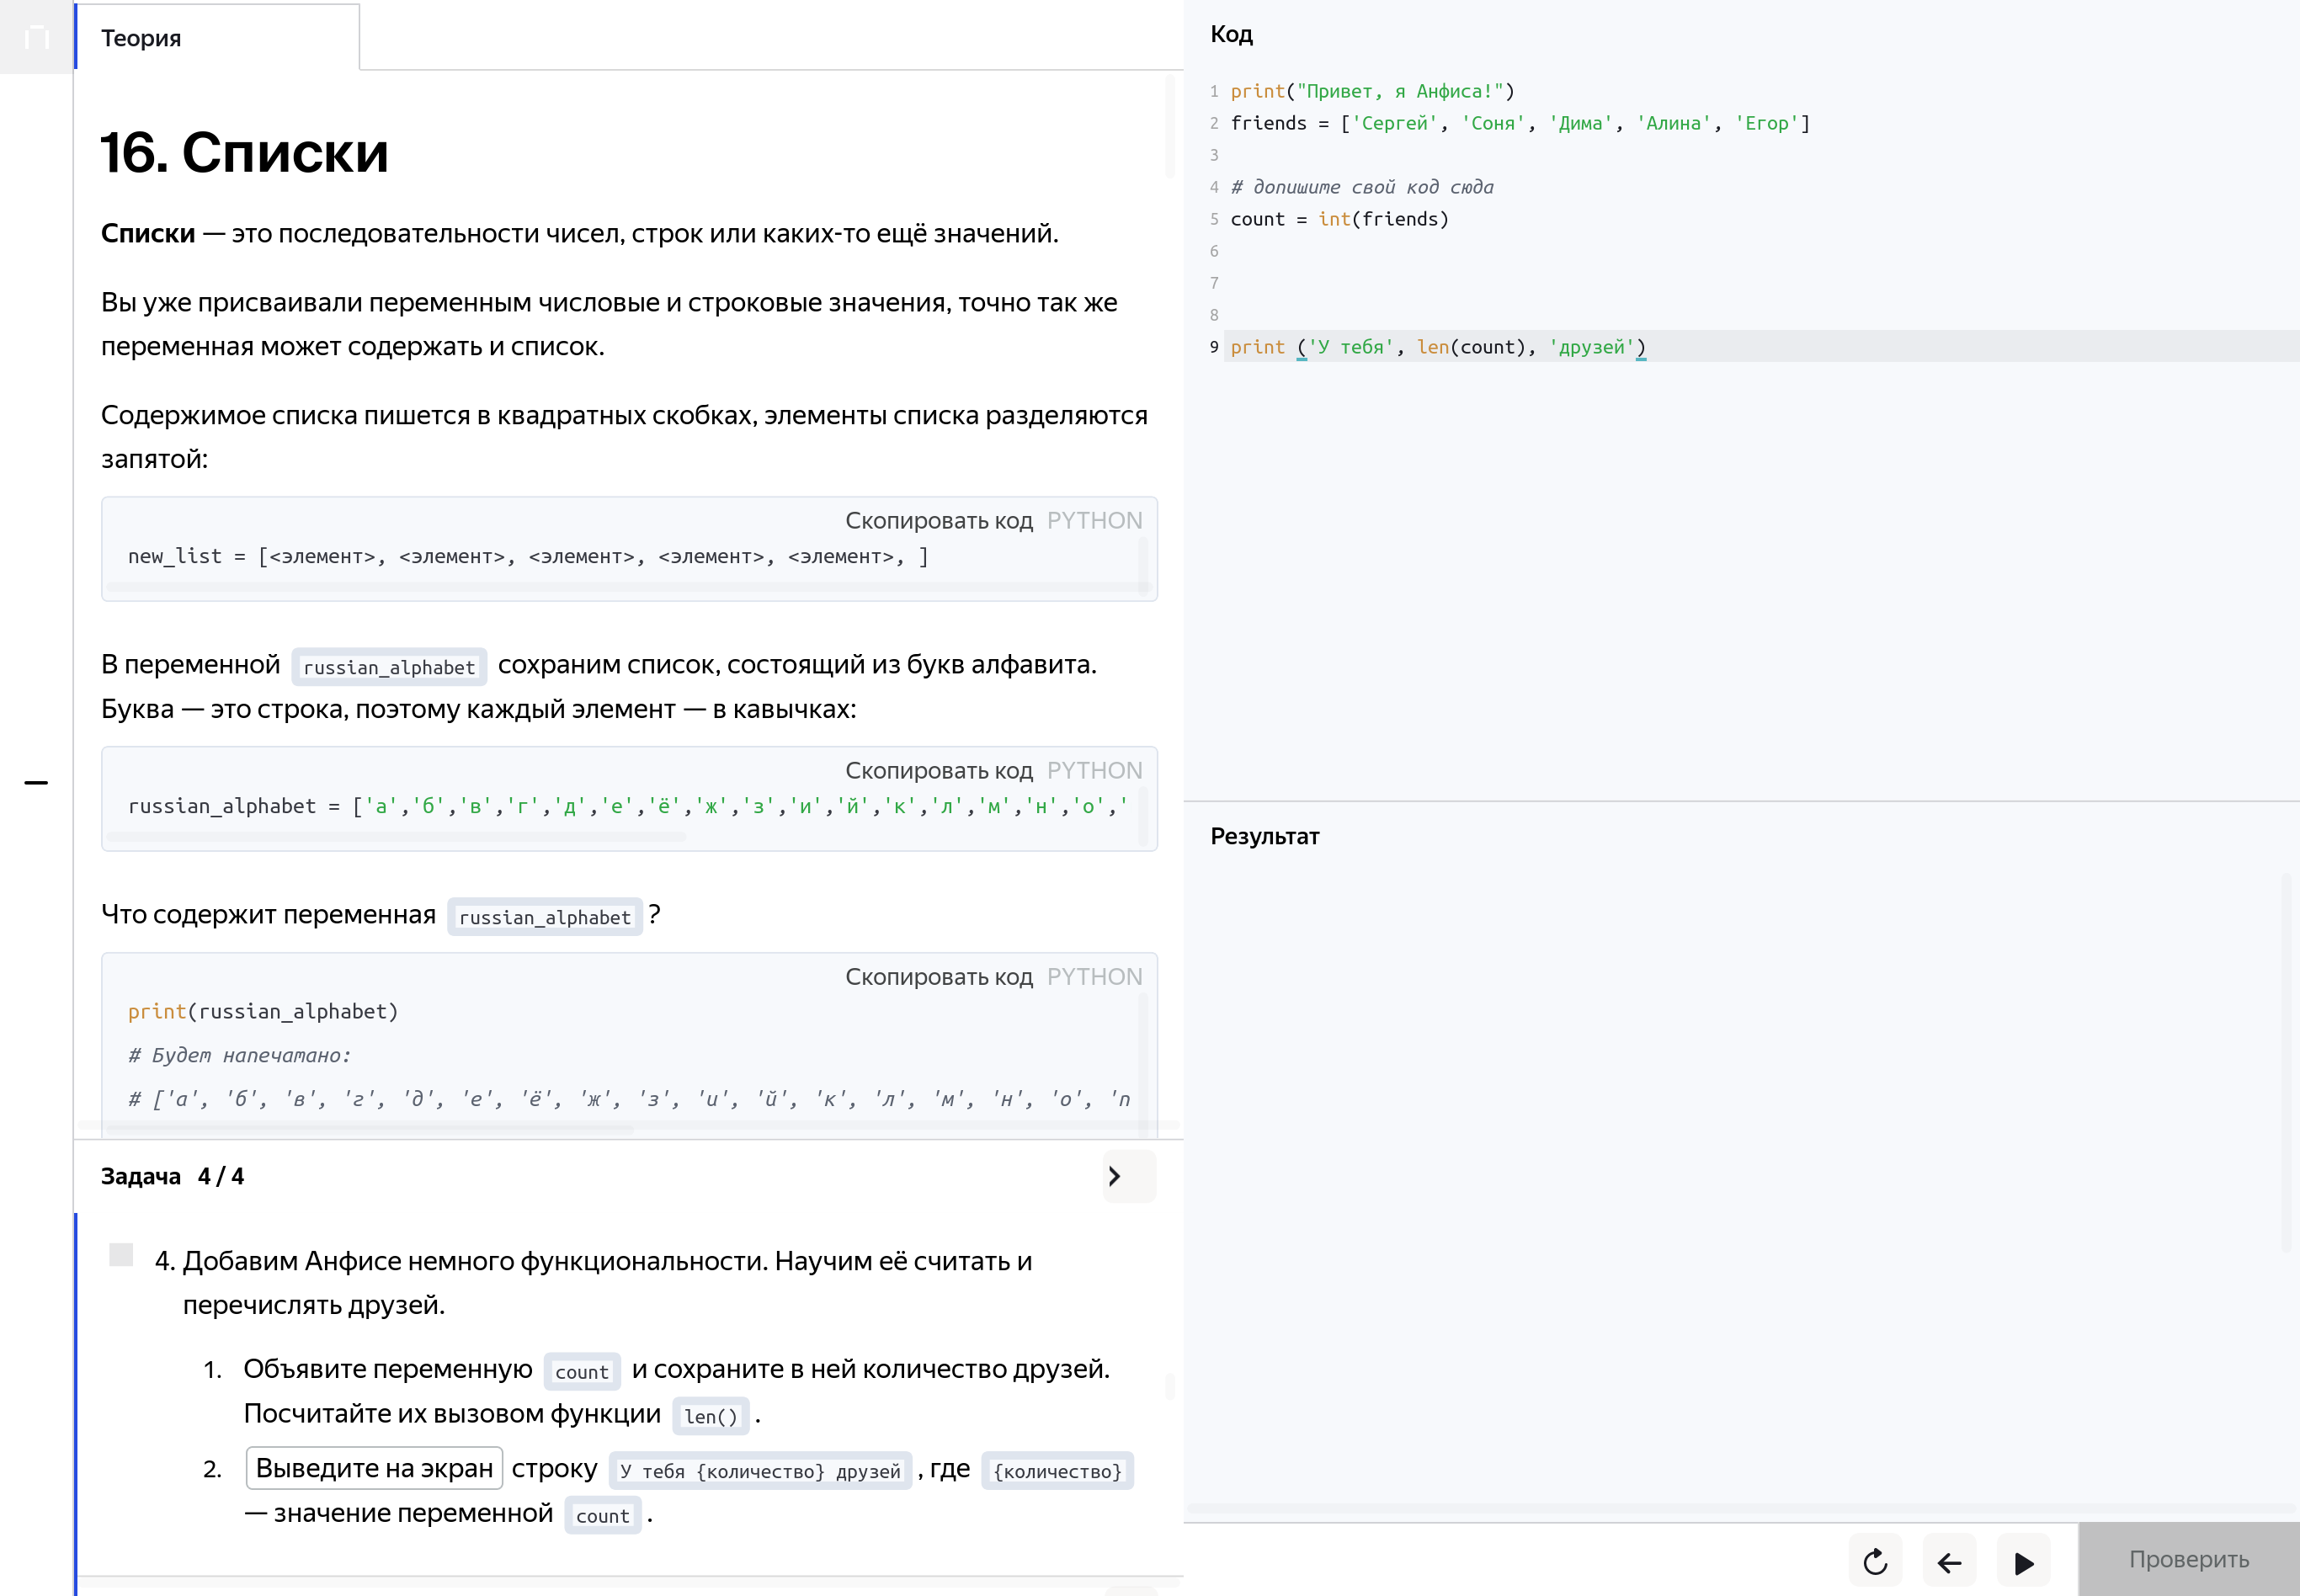 Теория
16. Списки
Списки — это последовательности чисел, строк или каких-то ещё значений.
Вы уже присваивали переменным числовые и строковые значения, точно так же
переменная может содержать и список.
Содержимое списка пишется в квадратных скобках, элементы списка разделяются
запятой:
Скопировать код PYTHON
new_list = [<элемент>, <элемент>, <элемент>, <элемент>, <элемент>, ]
В переменной russian_alphabet сохраним список, состоящий из букв алфавита.
Буква — это строка, поэтому каждый элемент — в кавычках:
Скопировать код PYTHON
russian_alphabet = ['а','б','в','г','д','е','ё','ж','з','и','й','к','л','м','н','о','
Что содержит переменная russian_alphabet ?
Скопировать код PYTHON
print(russian_alphabet)
# Будет напечатано:
# ['а', 'б', 'в', 'г', 'д', 'е', 'ё', 'ж', 'з', 'и', 'й', 'к', 'л', 'м', 'н', 'о', 'п
Задача 4 / 4
4. Добавим Анфисе немного функциональности. Научим её считать и
перечислять друзей.
1. Объявите переменную count и сохраните в ней количество друзей.
Посчитайте их вызовом функции len() .
2. Выведите на экран строку У тебя {количество} друзей , где {количество}
— значение переменной count .
Код
1 print("Привет, я Анфиса!")
2 friends = ['Сергей', 'Соня', 'Дима', 'Алина', 'Егор']
3
4 # допишите свой код сюда
5 count = int(friends)
6
7
8
9 print ('У тебя', len(count), 'друзей')
Результат
Проверить